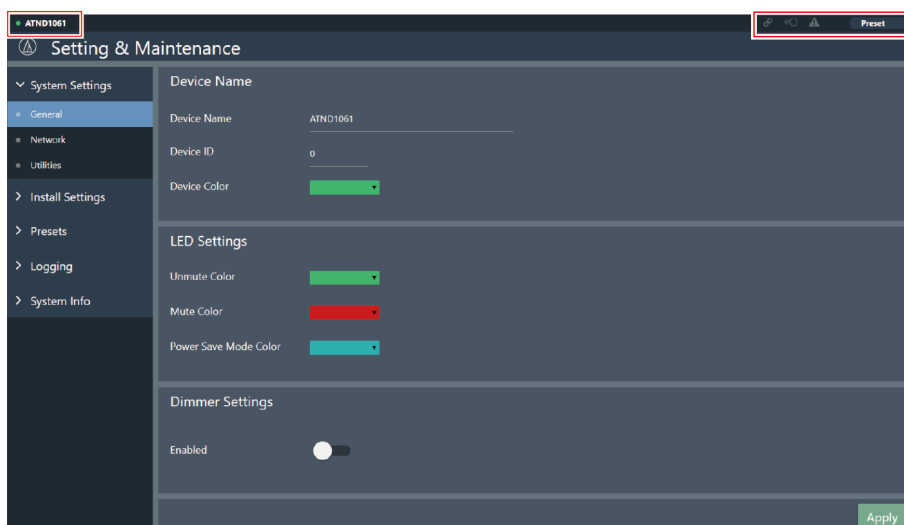 ATND1061
Preset
Setting & Maintenance
System Settings
General
Network
Utilities
Install Settings
Presets
Logging
System Info
Device Name
Device Name ATND1061
Device ID 0
Device Color
LED Settings
Unmute Color
Mute Color
Power Save Mode Color
Dimmer Settings
Enabled
Apply